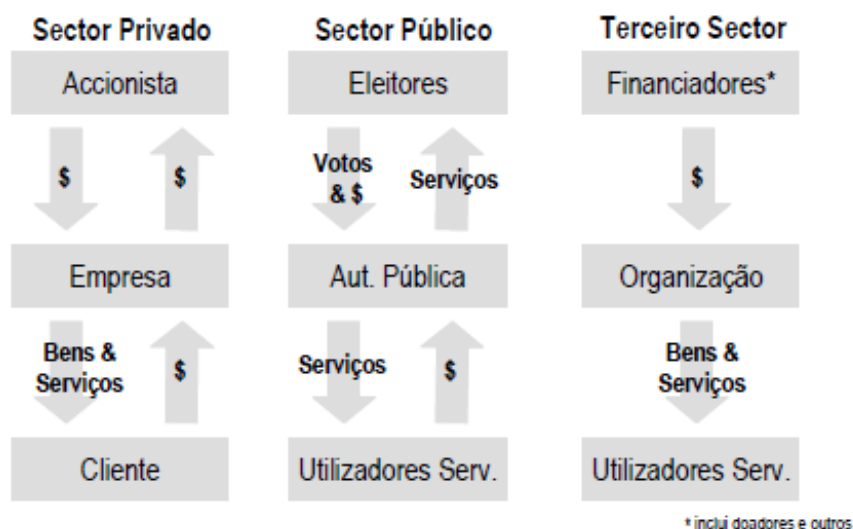 Sector Privado
Accionista
$
$
Empresa
Bens &
Serviços
$
Cliente
Sector Público
Eleitores
Votos
& $
Serviços
Aut. Pública
Serviços
$
Utilizadores Serv.
Terceiro Sector
Financiadores*
$
Organização
Bens &
Serviços
Utilizadores Serv.
* inclui doadores e outros